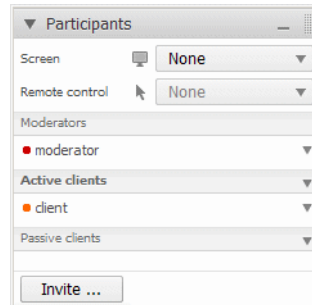 Participants
Screen None
Remote control None
Moderators
moderator
Active clients
client
Passive clients
Invite ...